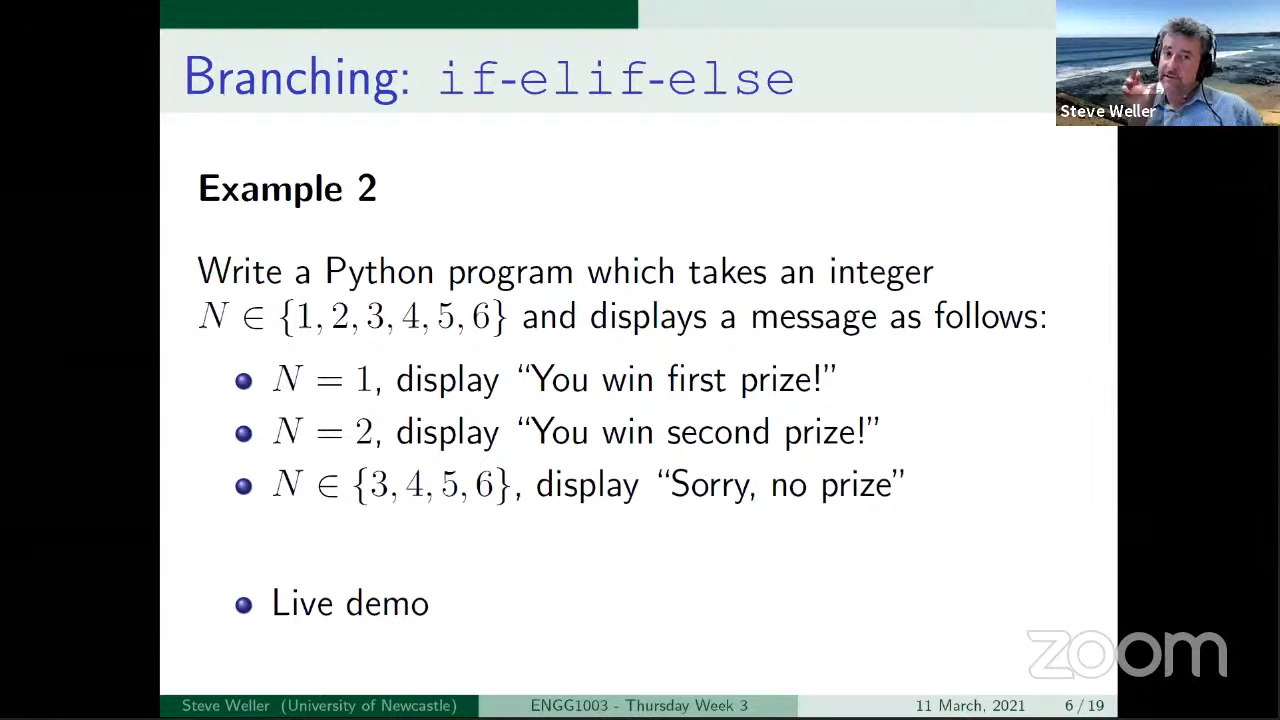 Branching: if-elif-else
Steve Weller
Example 2
Write a Python program which takes an integer
N ∈ {1, 2, 3, 4, 5, 6} and displays a message as follows:
N = 1, display “You win first prize!”
N = 2, display “You win second prize!”
N ∈ {3, 4, 5, 6}, display “Sorry, no prize”
Live demo
zoom
Steve Weller (University of Newcastle) ENGG1003 - Thursday Week 3 11 March, 2021 6 / 19